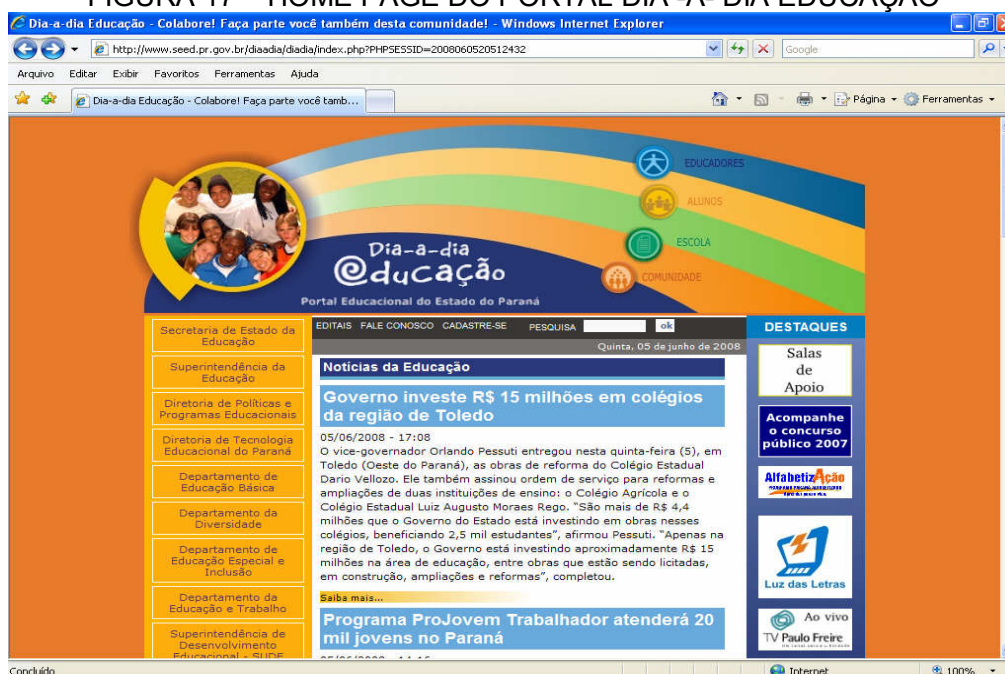 FIGURA 17 – HOME PAGE DO PORTAL DIA -A- DIA EDUCAÇÃO
Dia-a-dia Educação - Colabore! Faça parte você também desta comunidade! - Windows Internet Explorer
http://www.seed.pr.gov.br/diaadia/diadia/index.php?PHPSESSID=2008060520512432
Google
Arquivo Editar Exibir Favoritos Ferramentas Ajuda
Dia-a-dia Educação - Colabore! Faça parte você tamb...
Página
Ferramentas
EDUCADORES
ALUNOS
ESCOLA
COMUNIDADE
Dia-a-dia
@ducação
Portal Educacional do Estado do Paraná
Secretaria de Estado da
Educação
Superintendência da
Educação
Diretoria de Políticas e
Programas Educacionais
Diretoria de Tecnologia
Educacional do Paraná
Departamento de
Educação Básica
Departamento da
Diversidade
Departamento de
Educação Especial e
Inclusão
Departamento de
Educação e Trabalho
Superintendência de
Desenvolvimento
Educacional - SUDE
EDITAIS FALE CONOSCO CADASTRE-SE PESQUISA ok
Quinta, 05 de junho de 2008
Notícias da Educação
Governo investe R$ 15 milhões em colégios
da região de Toledo
05/06/2008 - 17:08
O vice-governador Orlando Pessuti entregou nesta quinta-feira (5), em
Toledo (Oeste do Paraná), as obras de reforma do Colégio Estadual
Dario Vellozo. Ele também assinou ordem de serviço para reformas e
ampliações de duas instituições de ensino: o Colégio Agrícola e o
Colégio Estadual Luiz Augusto Moraes Rego. "São mais de R$ 4,4
milhões que o Governo do Estado está investindo em obras nesses
colégios, beneficiando 2,5 mil estudantes", afirmou Pessuti. "Apenas na
região de Toledo, o Governo está investindo aproximadamente R$ 15
milhões na área de educação, entre obras que estão sendo licitadas,
em construção, ampliações e reformas", completou.
Saiba mais...
Programa ProJovem Trabalhador atenderá 20
mil jovens no Paraná
DESTAQUES
Salas
de
Apoio
Acompanhe
o concurso
público 2007
AlfabetizAção
Luz das Letras
Ao vivo
TV Paulo Freire
Concluído
Internet
100%